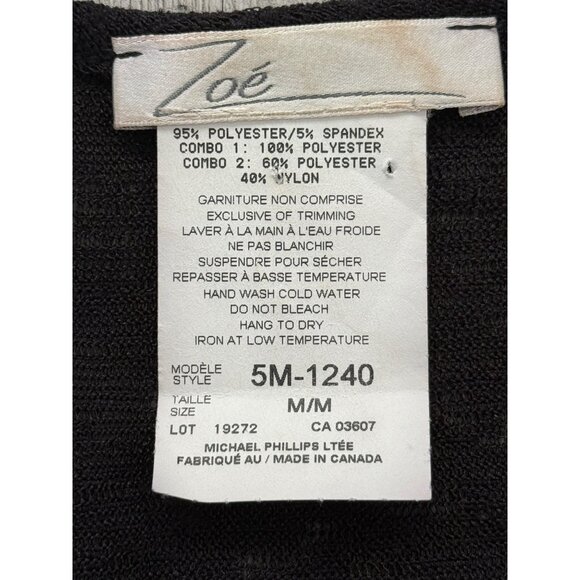 Zoé
95% POLYESTER/5% SPANDEX
COMBO 1: 100% POLYESTER
COMBO 2: 60% POLYESTER
40% NYLON
GARNITURE NON COMPRISE
EXCLUSIVE OF TRIMMING
LAVER À LA MAIN À L'EAU FROIDE
NE PAS BLANCHIR
SUSPENDRE POUR SÉCHER
REPASSER À BASSE TEMPERATURE
HAND WASH COLD WATER
DO NOT BLEACH
HANG TO DRY
IRON AT LOW TEMPERATURE
MODÈLE
STYLE 5M-1240
TAILLE
SIZE M/M
LOT 19272 CA 03607
MICHAEL PHILLIPS LTÉE
FABRIQUÉ AU / MADE IN CANADA